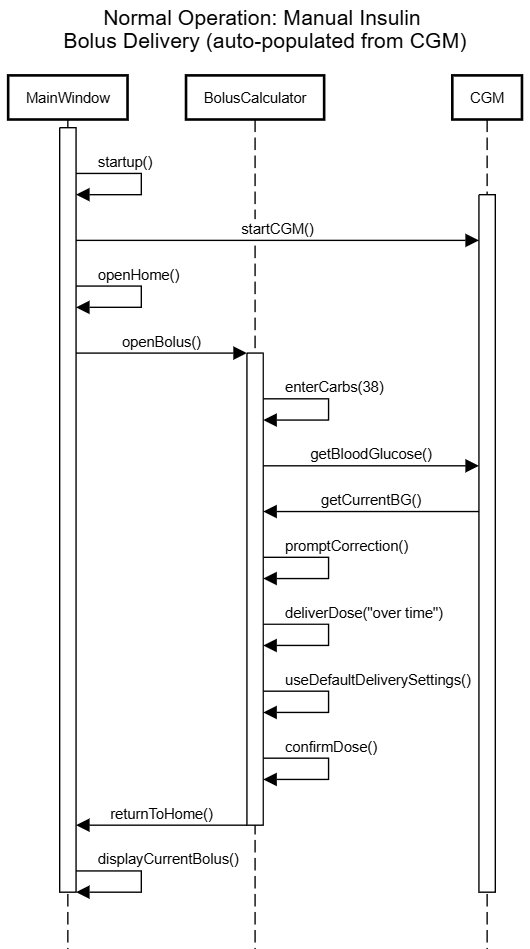 Normal Operation: Manual Insulin
Bolus Delivery (auto-populated from CGM)
MainWindow
BolusCalculator
CGM
startup()
startCGM()
openHome()
openBolus()
enterCarbs(38)
getBloodGlucose()
getCurrentBG()
promptCorrection()
deliverDose("over time")
useDefaultDeliverySettings()
confirmDose()
returnToHome()
displayCurrentBolus()